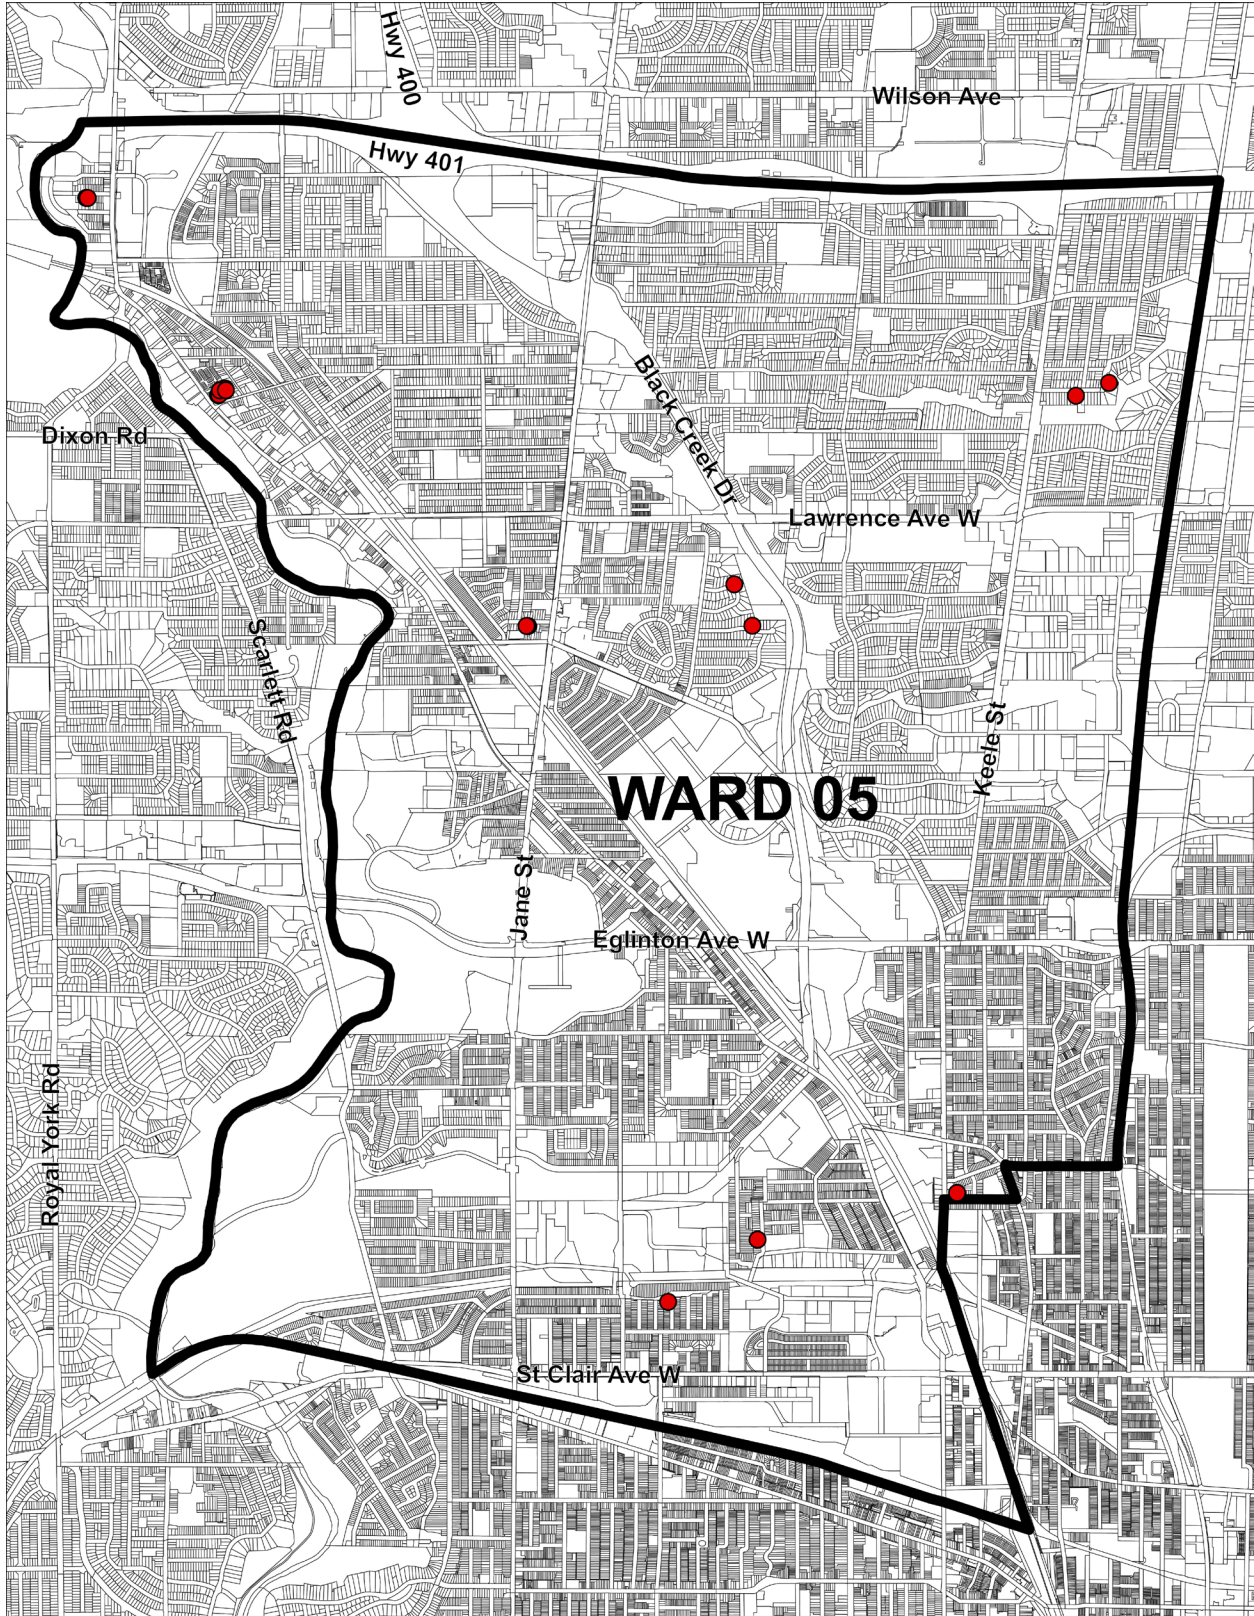 Hwy 400
Wilson Ave
Hwy 401
Black Creek Dr
Dixon Rd
Lawrence Ave W
Scarlett Rd
Keele St
WARD 05
Jane St
Eglinton Ave W
Royal York Rd
St Clair Ave W